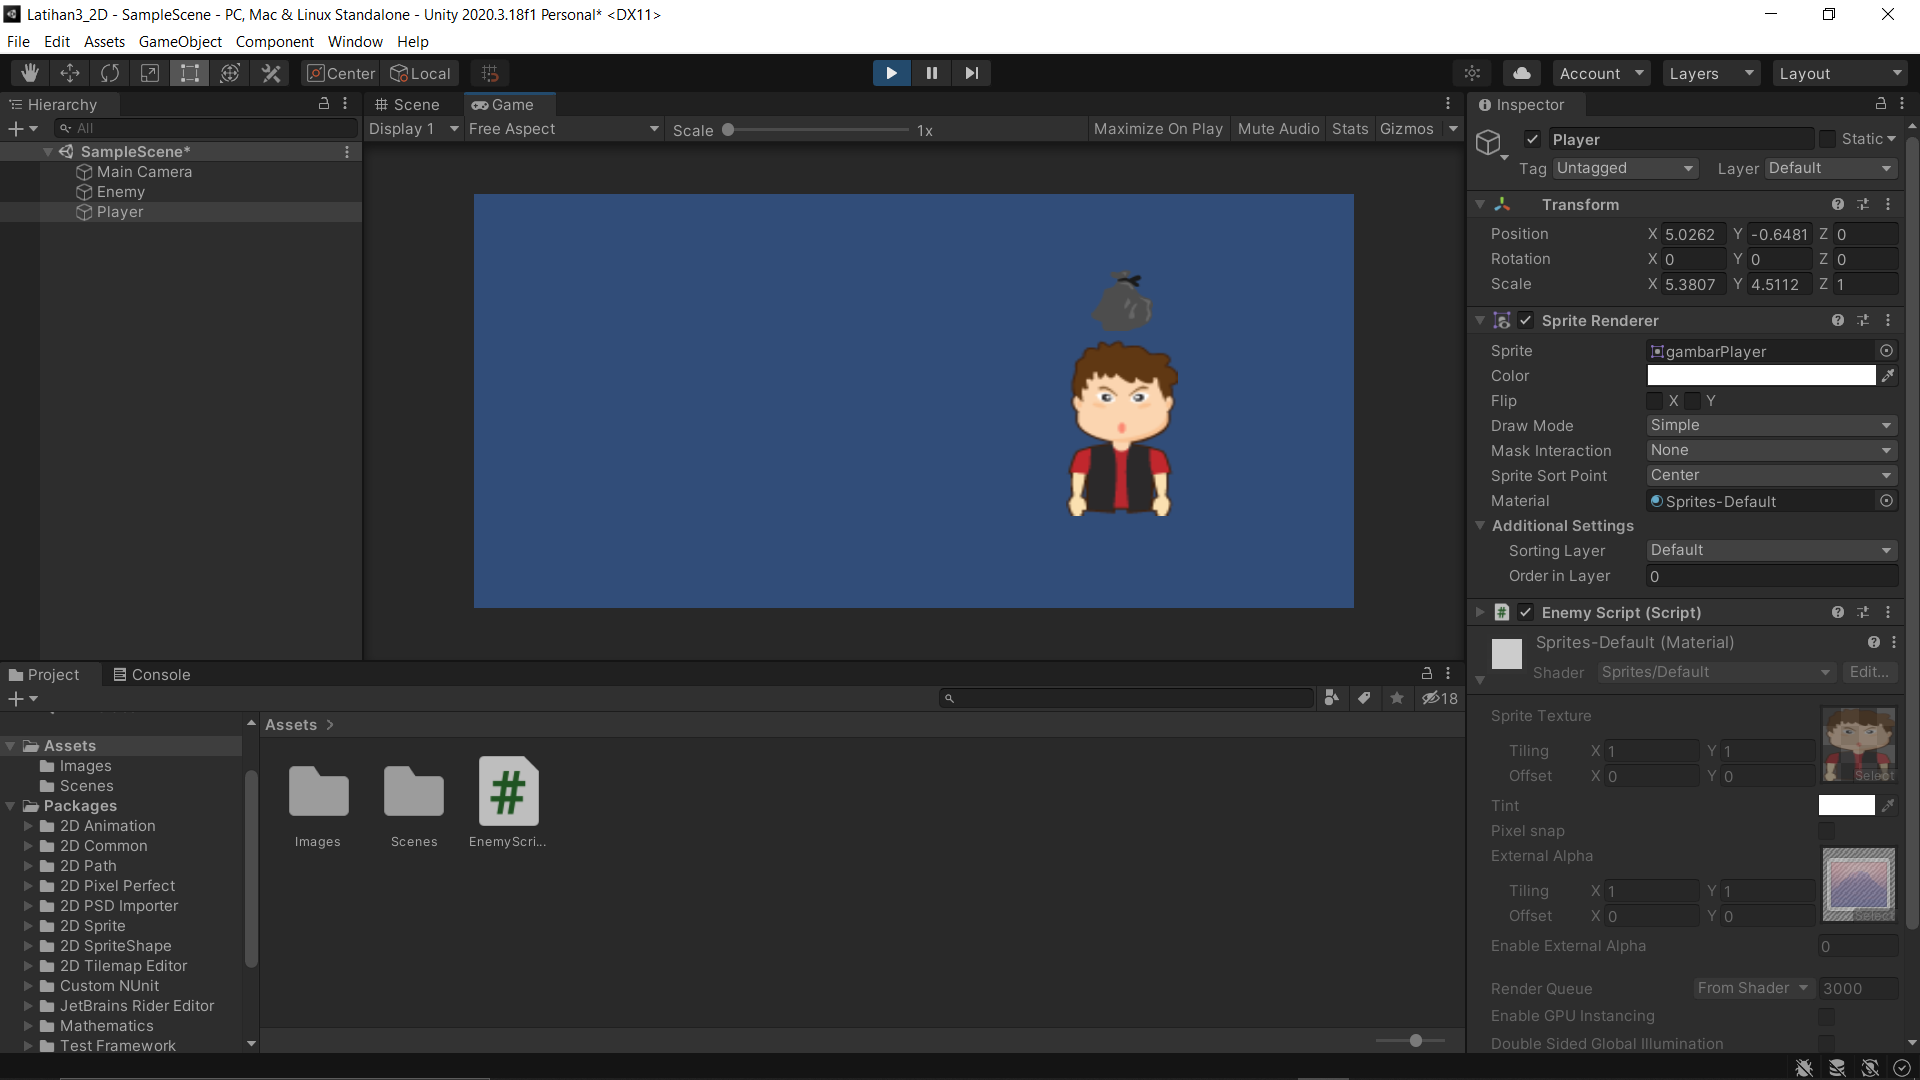 Latihan3_2D - SampleScene - PC, Mac & Linux Standalone - Unity 2020.3.18f1 Personal* <DX11>
File Edit Assets GameObject Component Window Help
Center Local
Account Layers Layout
Hierarchy
All
SampleScene*
Main Camera
Enemy
Player
Scene Game
Display 1 Free Aspect Scale 1x Maximize On Play Mute Audio Stats Gizmos
Inspector
Player Static
Tag Untagged Layer Default
Transform
Position X 5.0262 Y -0.6481 Z 0
Rotation X 0 Y 0 Z 0
Scale X 5.3807 Y 4.5112 Z 1
Sprite Renderer
Sprite gambarPlayer
Color
Flip X Y
Draw Mode Simple
Mask Interaction None
Sprite Sort Point Center
Material Sprites-Default
Additional Settings
Sorting Layer Default
Order in Layer 0
# Enemy Script (Script)
Sprites-Default (Material)
Shader Sprites/Default Edit...
Sprite Texture
Tiling X 1 Y 1
Offset X 0 Y 0
Select
Tint
Pixel snap
External Alpha
Tiling X 1 Y 1
Offset X 0 Y 0
Select
Enable External Alpha 0
Render Queue From Shader 3000
Enable GPU Instancing
Double Sided Global Illumination
Project Console
18
Assets
Images
Scenes
Packages
2D Animation
2D Common
2D Path
2D Pixel Perfect
2D PSD Importer
2D Sprite
2D SpriteShape
2D Tilemap Editor
Custom NUnit
JetBrains Rider Editor
Mathematics
Test Framework
Assets >
#
Images Scenes EnemyScri...